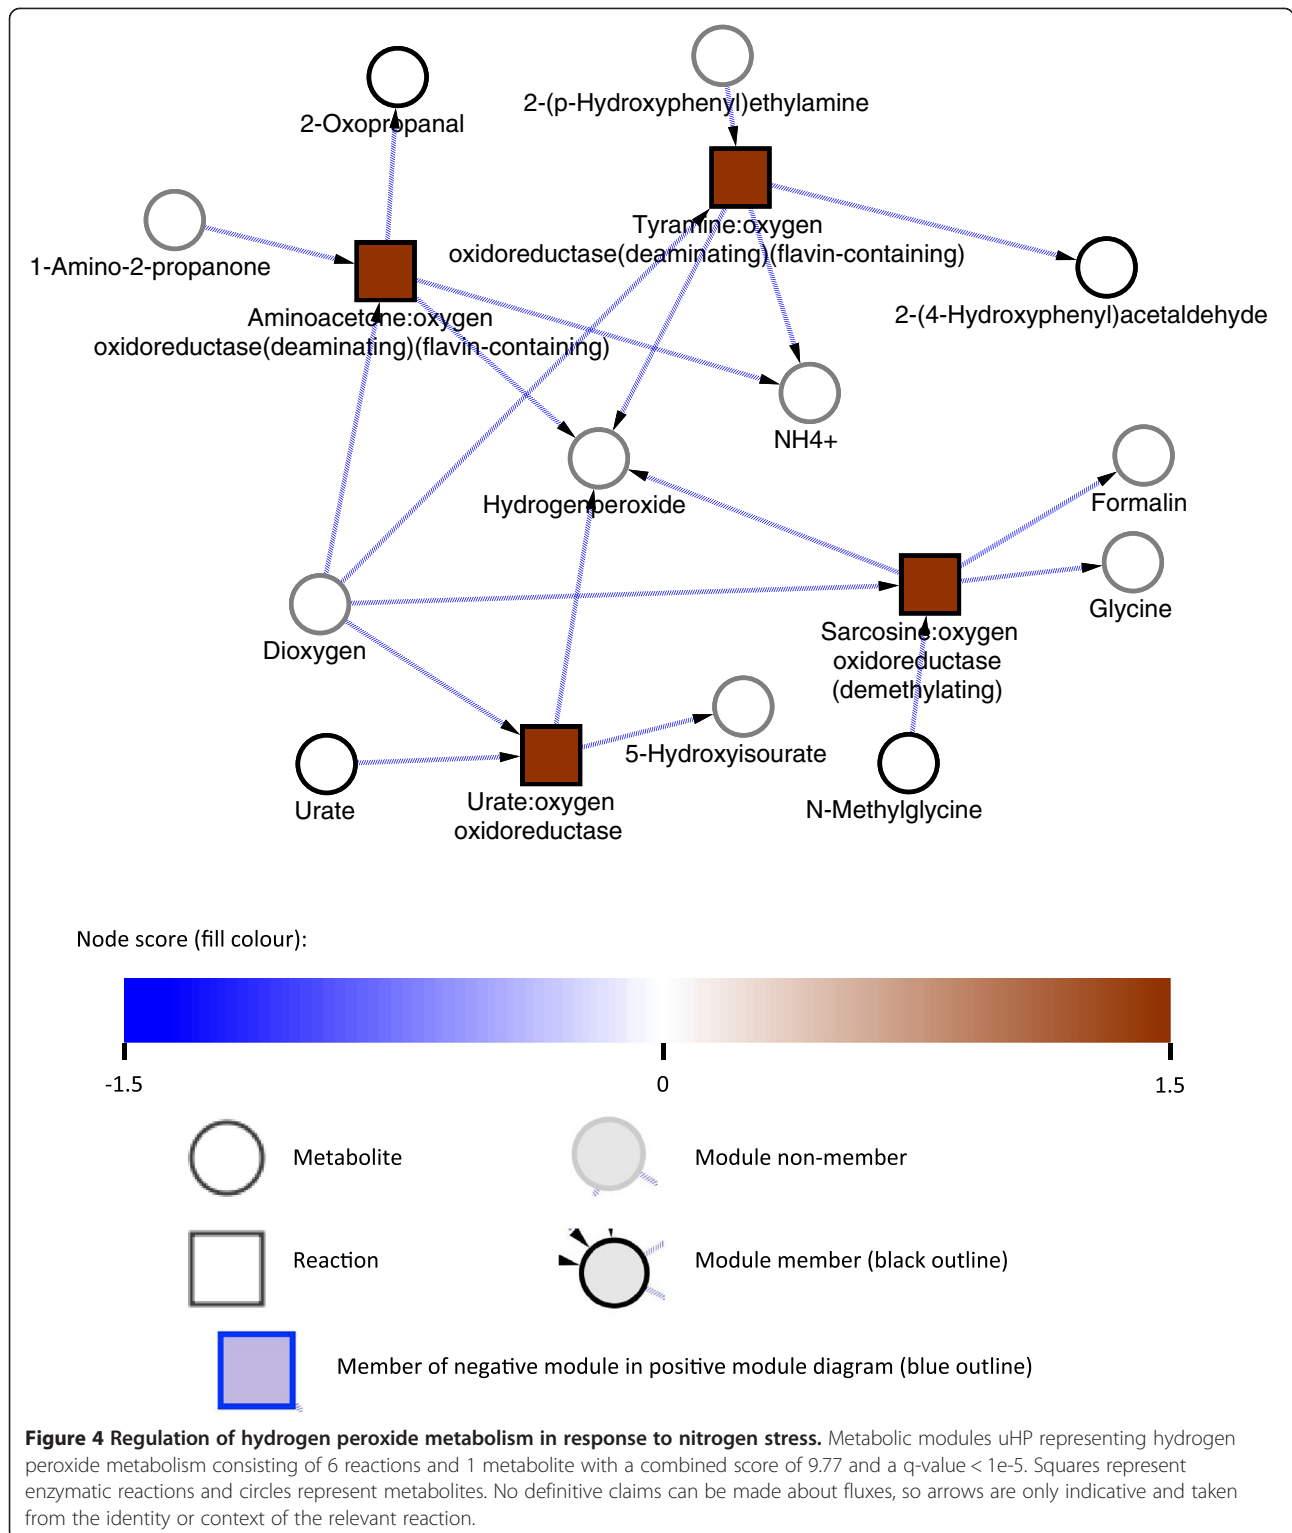 2-Oxopropanal
2-(p-Hydroxyphenyl)ethylamine
1-Amino-2-propanone
Tyramine:oxygen
oxidoreductase(deaminating)(flavin-containing)
2-(4-Hydroxyphenyl)acetaldehyde
Aminoacetone:oxygen
oxidoreductase(deaminating)(flavin-containing)
NH4+
Hydrogenperoxide
Formalin
Glycine
Dioxygen
Sarcosine:oxygen
oxidoreductase
(demethylating)
5-Hydroxyisourate
Urate
Urate:oxygen
oxidoreductase
N-Methylglycine
Node score (fill colour):
-1.5 0 1.5
Metabolite
Module non-member
Reaction
Module member (black outline)
Member of negative module in positive module diagram (blue outline)
Figure 4 Regulation of hydrogen peroxide metabolism in response to nitrogen stress. Metabolic modules uHP representing hydrogen
peroxide metabolism consisting of 6 reactions and 1 metabolite with a combined score of 9.77 and a q-value < 1e-5. Squares represent
enzymatic reactions and circles represent metabolites. No definitive claims can be made about fluxes, so arrows are only indicative and taken
from the identity or context of the relevant reaction.